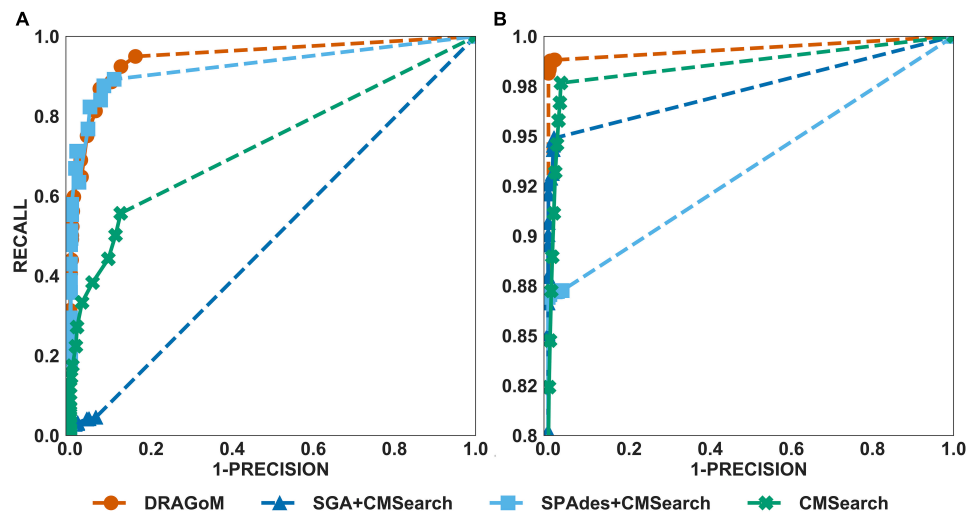 A
B
1.0
0.8
0.6
0.4
0.2
0.0
RECALL
0.0 0.2 0.4 0.6 0.8 1.0
1-PRECISION
1.0
0.98
0.95
0.92
0.9
0.88
0.85
0.82
0.8
0.0 0.2 0.4 0.6 0.8 1.0
1-PRECISION
DRAGoM SGA+CMSearch SPAdes+CMSearch CMSearch